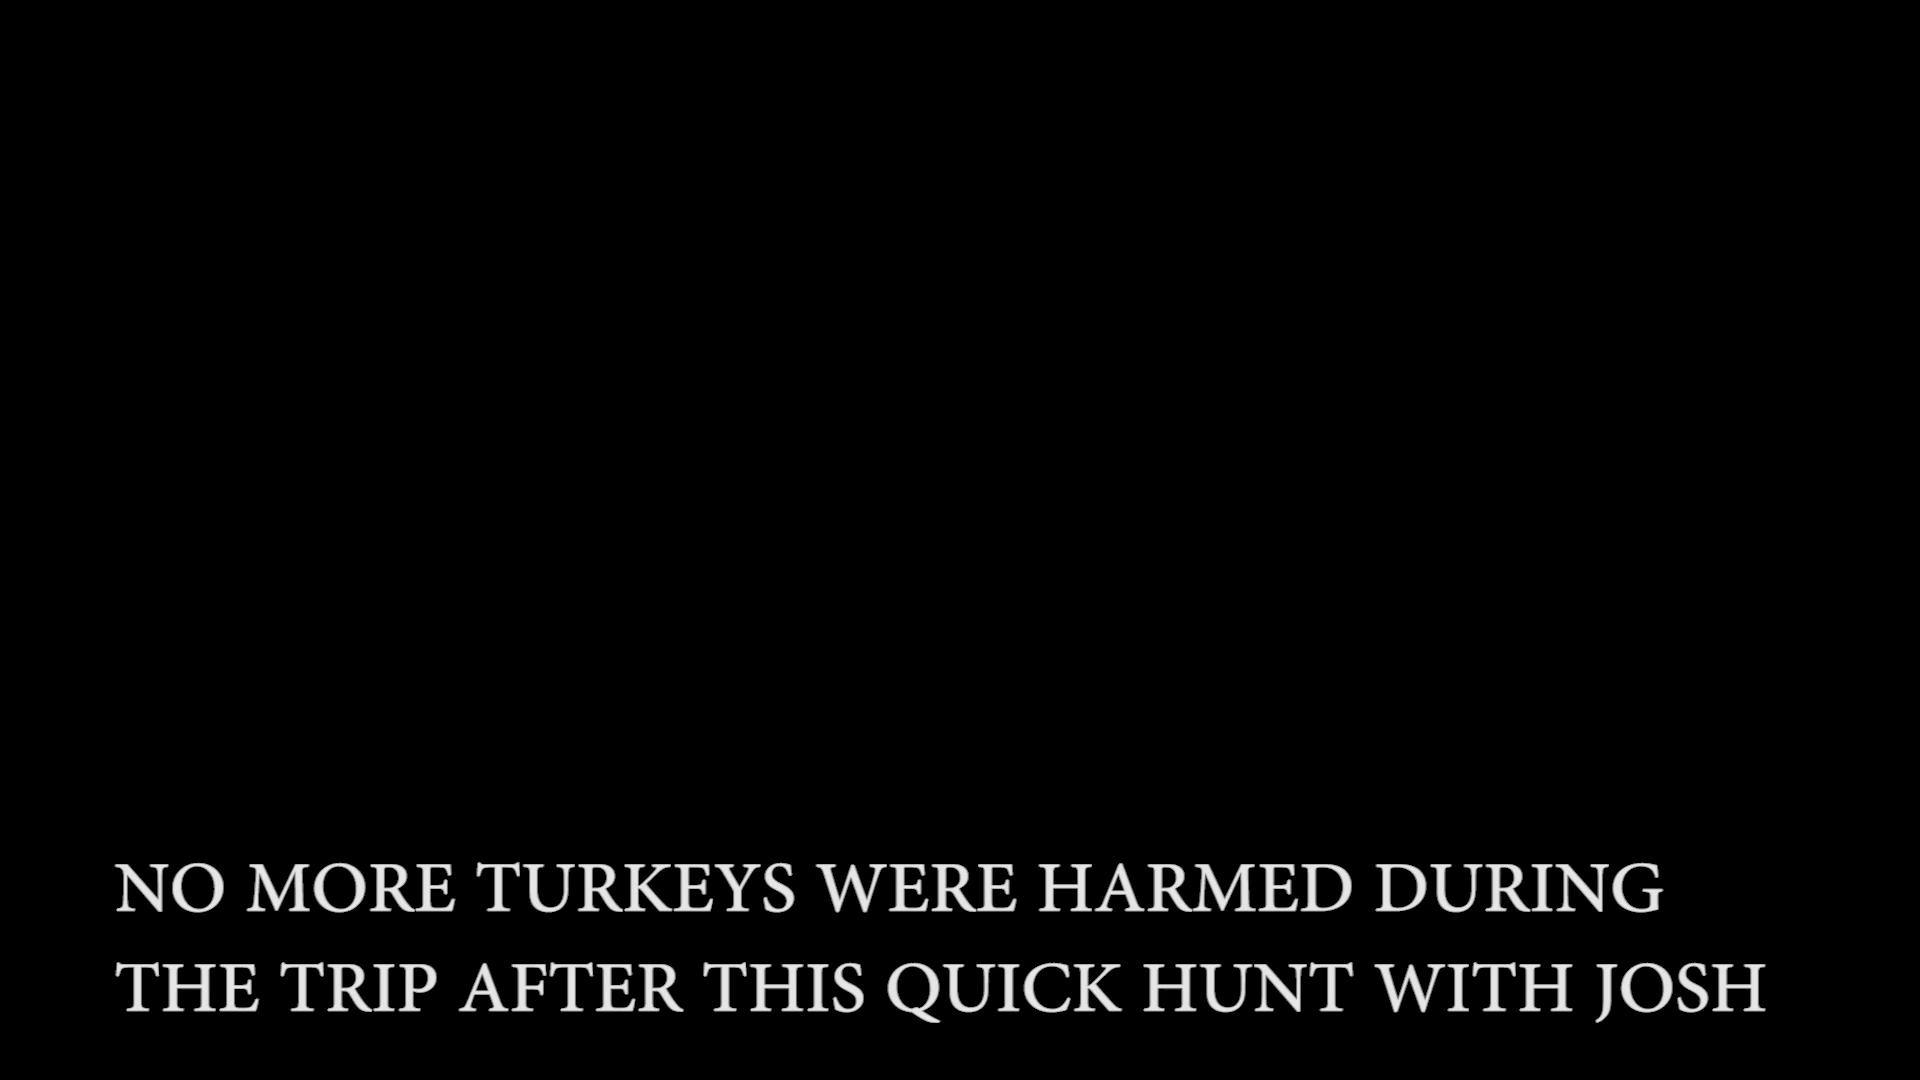 NO MORE TURKEYS WERE HARMED DURING
THE TRIP AFTER THIS QUICK HUNT WITH JOSH